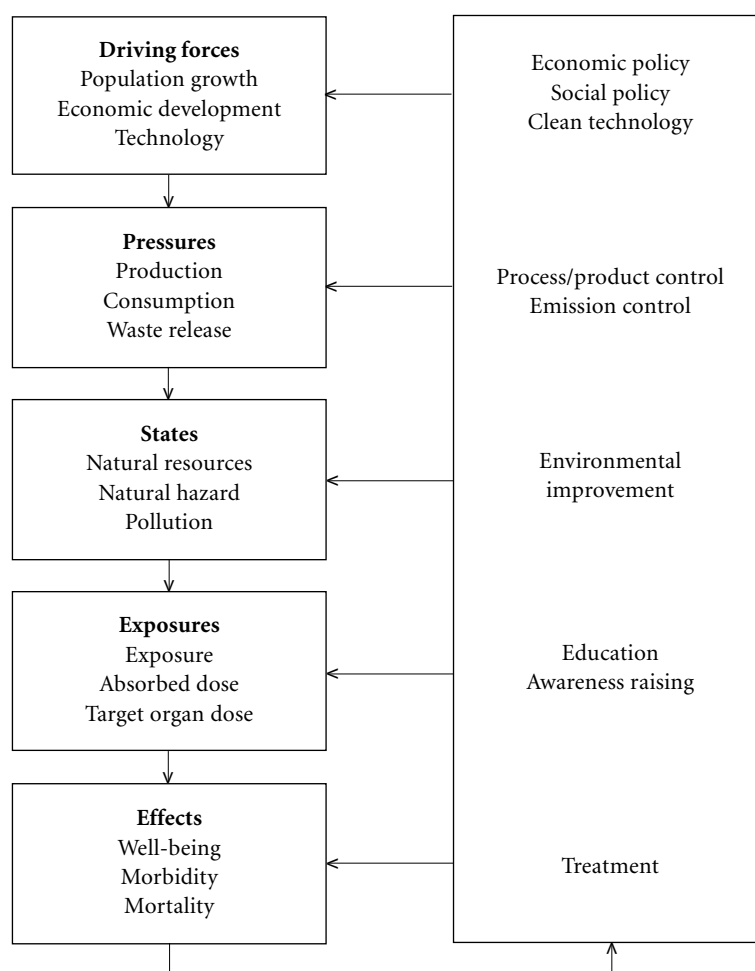 Driving forces
Population growth
Economic development
Technology
Economic policy
Social policy
Clean technology
Pressures
Production
Consumption
Waste release
Process/product control
Emission control
States
Natural resources
Natural hazard
Pollution
Environmental
improvement
Exposures
Exposure
Absorbed dose
Target organ dose
Education
Awareness raising
Effects
Well-being
Morbidity
Mortality
Treatment